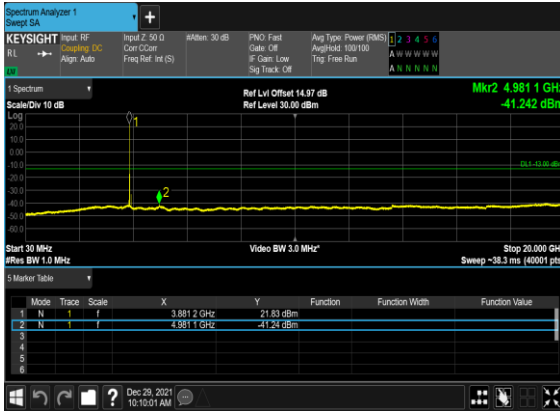 Spectrum Analyzer 1
Swept SA
+
KEYSIGHT Input: RF Input Z: 50 Ω #Atten: 30 dB PNO: Fast Avg Type: Power (RMS) 1 2 3 4 5 6
RL Coupling: DC Corr CCorr Gate: Off Avg|Hold: 100/100 A W W W W W
Align: Auto Freq Ref: Int (S) IF Gain: Low Trig: Free Run
LXI Sig Track: Off A N N N N N
1 Spectrum Ref Lvl Offset 14.97 dB Mkr2 4.981 1 GHz
Scale/Div 10 dB Ref Level 30.00 dBm -41.242 dBm
Log
20.0
10.0
0.00
-10.0
-20.0
-30.0
-40.0
-50.0
-60.0
1
2
DL1 -13.00 dBm
Start 30 MHz Video BW 3.0 MHz* Stop 20.000 GHz
#Res BW 1.0 MHz Sweep ~38.3 ms (40001 pts)
5 Marker Table
Mode Trace Scale X Y Function Function Width Function Value
1 N 1 f 3.881 2 GHz 21.83 dBm
2 N 1 f 4.981 1 GHz -41.24 dBm
3
4
5
6
? Dec 29, 2021
10:10:01 AM